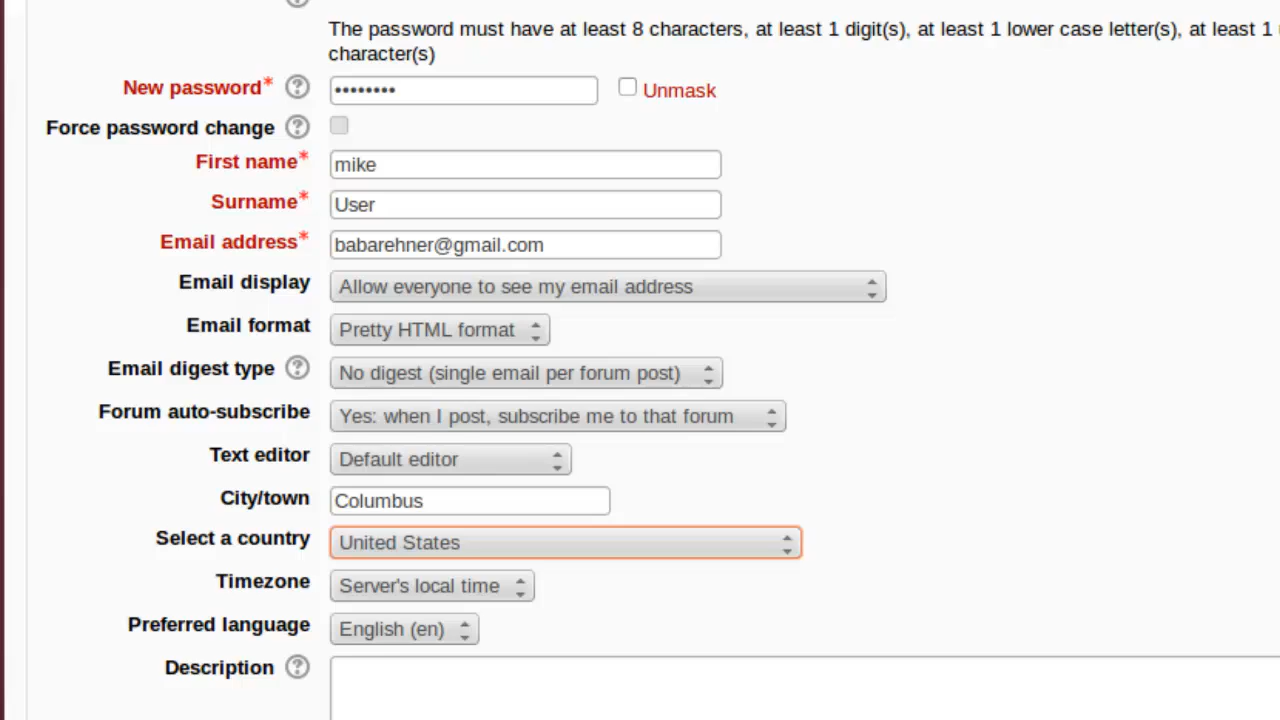 The password must have at least 8 characters, at least 1 digit(s), at least 1 lower case letter(s), at least 1
character(s)
New password* ••••••••  Unmask
Force password change
First name* mike
Surname* User
Email address* babarehner@gmail.com
Email display Allow everyone to see my email address
Email format Pretty HTML format
Email digest type No digest (single email per forum post)
Forum auto-subscribe Yes: when I post, subscribe me to that forum
Text editor Default editor
City/town Columbus
Select a country United States
Timezone Server's local time
Preferred language English (en)
Description